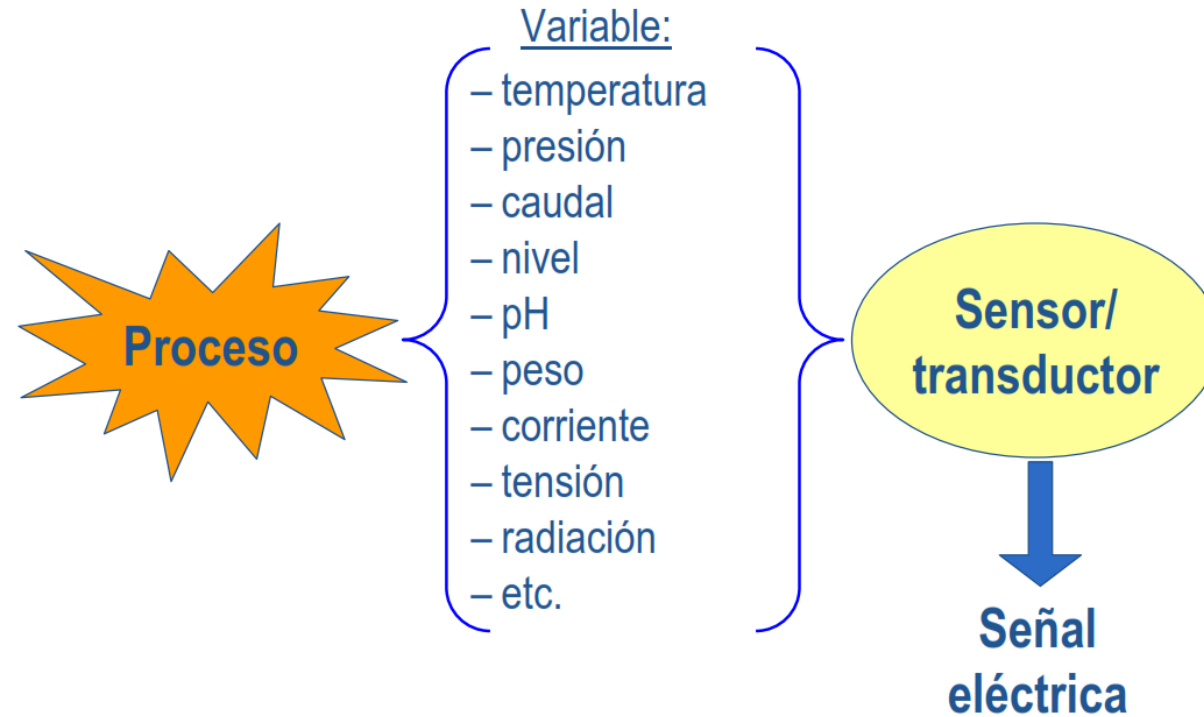 Variable:
– temperatura
– presión
– caudal
– nivel
– pH
– peso
– corriente
– tensión
– radiación
– etc.
Proceso
Sensor/
transductor
Señal
eléctrica